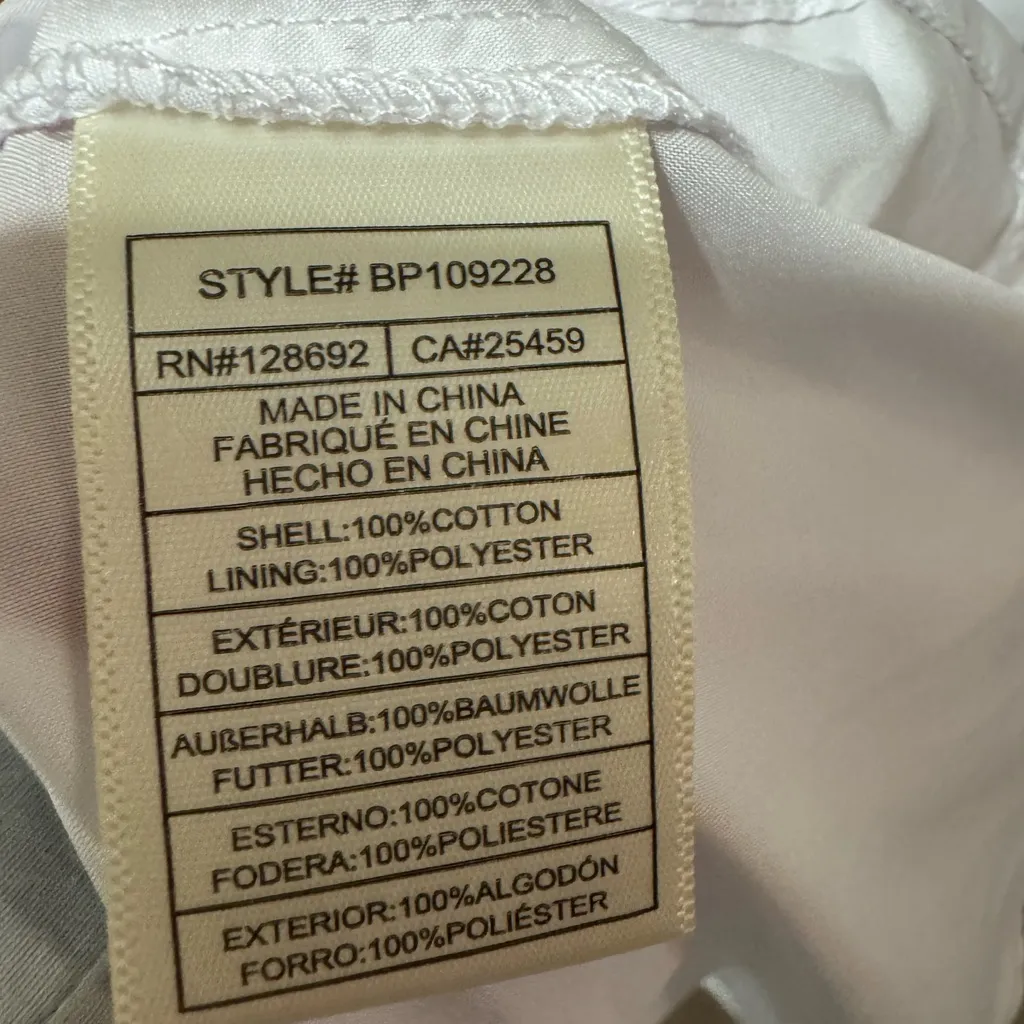 STYLE# BP109228
RN#128692 CA#25459
MADE IN CHINA
FABRIQUÉ EN CHINE
HECHO EN CHINA
SHELL:100%COTTON
LINING:100%POLYESTER
EXTÉRIEUR:100%COTON
DOUBLURE:100%POLYESTER
AUßERHALB:100%BAUMWOLLE
FUTTER:100%POLYESTER
ESTERNO:100%COTONE
FODERA:100%POLIESTERE
EXTERIOR:100%ALGODÓN
FORRO:100%POLIÉSTER